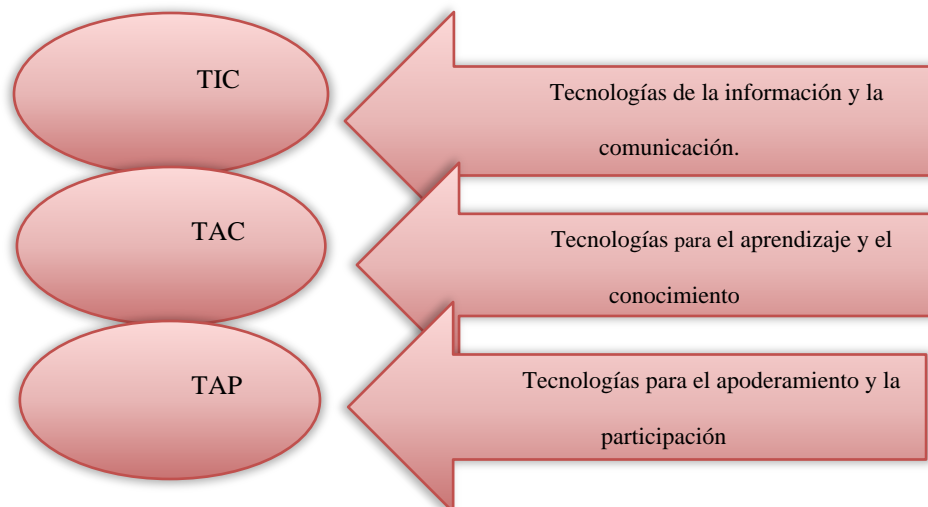 TIC
Tecnologías de la información y la
comunicación.
TAC
Tecnologías para el aprendizaje y el
conocimiento
TAP
Tecnologías para el apoderamiento y la
participación